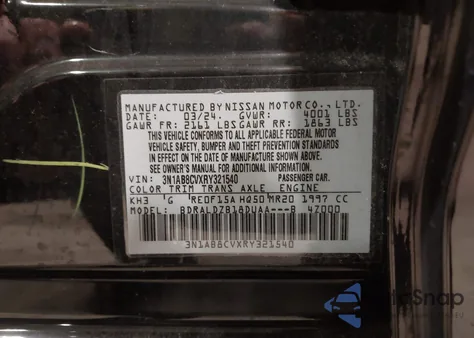 MANUFACTURED BY NISSAN MOTOR CO., LTD.
DATE: 03/24. GVWR: 4001 LBS
GAWR FR: 2161 LBS GAWR RR: 1863 LBS
THIS VEHICLE CONFORMS TO ALL APPLICABLE FEDERAL MOTOR
VEHICLE SAFETY, BUMPER AND THEFT PREVENTION STANDARDS
IN EFFECT ON THE DATE OF MANUFACTURE SHOWN ABOVE.
SEE OWNER'S MANUAL FOR ADDITIONAL INFORMATION.
VIN: 3N1AB8CVXRY321540 PASSENGER CAR.
COLOR TRIM TRANS AXLE ENGINE
KH3 G RE0F15A HQ50 MR20 1997 CC
MODEL: BDRALDZB18DUAA---B 47000
3N1AB8CVXRY321540
AutoSnap